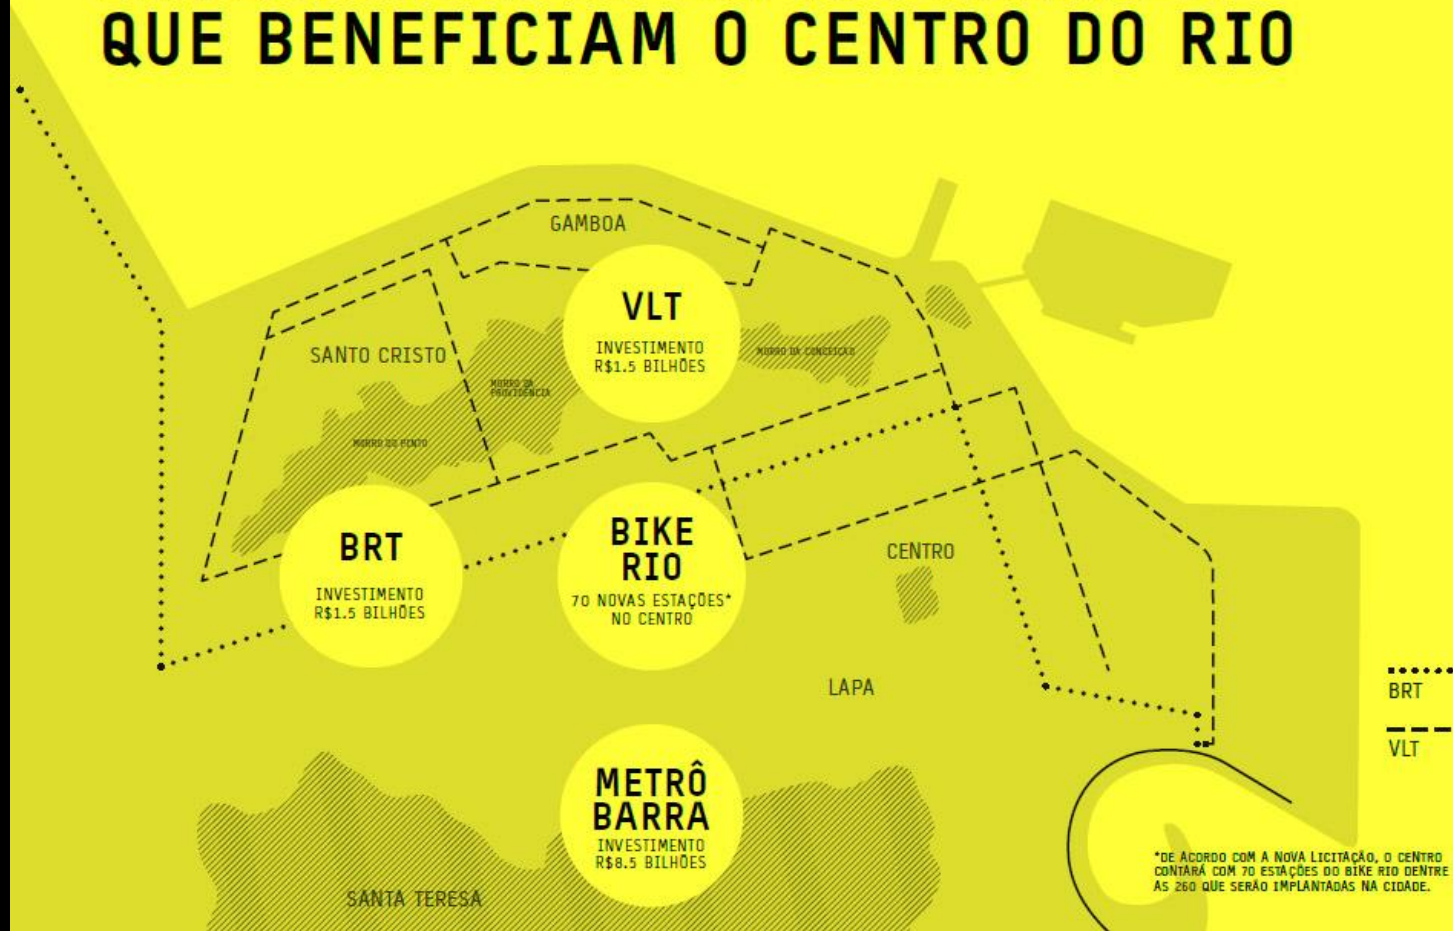 QUE BENEFICIAM O CENTRO DO RIO
GAMBOA
VLT
INVESTIMENTO
R$1.5 BILHÕES
SANTO CRISTO
MORRO DA
PROVIDÊNCIA
MORRO DA CONCEIÇÃO
MORRO DO PINTO
BRT
INVESTIMENTO
R$1.5 BILHÕES
BIKE
RIO
70 NOVAS ESTAÇÕES*
NO CENTRO
CENTRO
LAPA
BRT
VLT
METRÔ
BARRA
INVESTIMENTO
R$8.5 BILHÕES
SANTA TERESA
*DE ACORDO COM A NOVA LICITAÇÃO, O CENTRO
CONTARÁ COM 70 ESTAÇÕES DO BIKE RIO DENTRE
AS 260 QUE SERÃO IMPLANTADAS NA CIDADE.